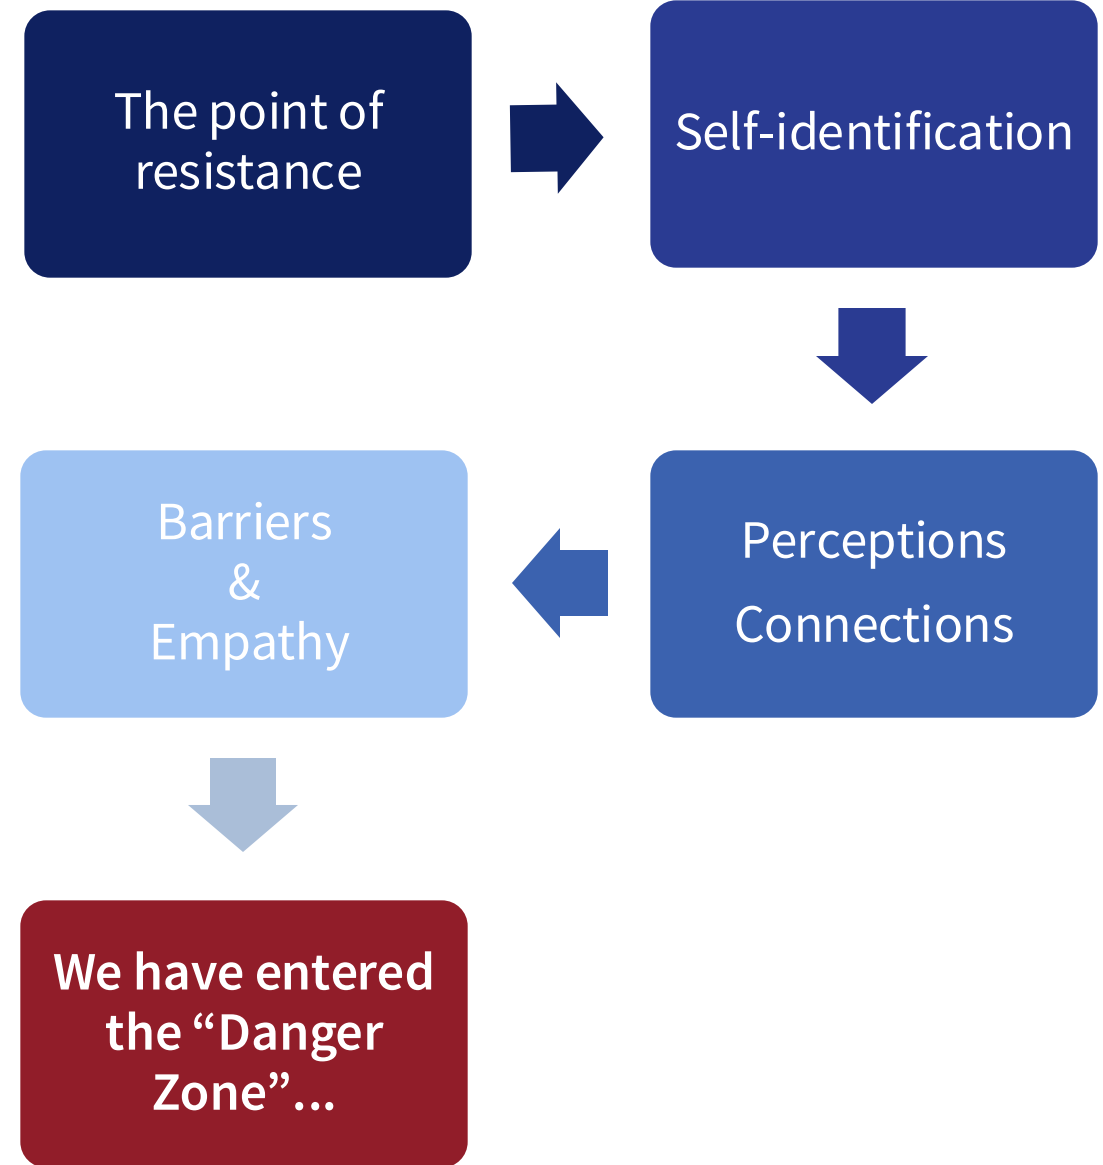 The point of
resistance
Self-identification
Perceptions
Connections
Barriers
&
Empathy
We have entered
the “Danger
Zone”...